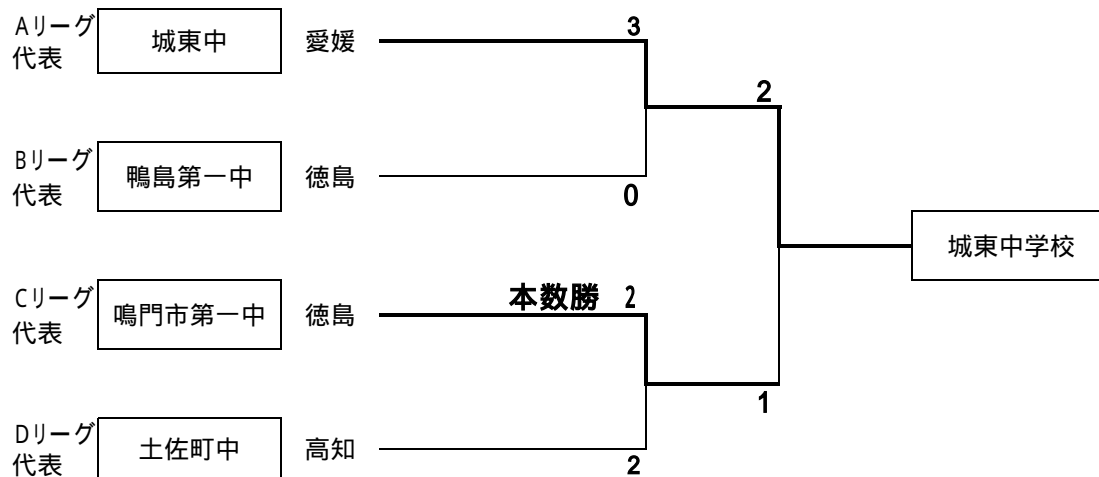 Aリーグ
代表
城東中
愛媛
3
2
Bリーグ
代表
鴨島第一中
徳島
0
城東中学校
Cリーグ
代表
鳴門市第一中
徳島
本数勝 2
1
Dリーグ
代表
土佐町中
高知
2